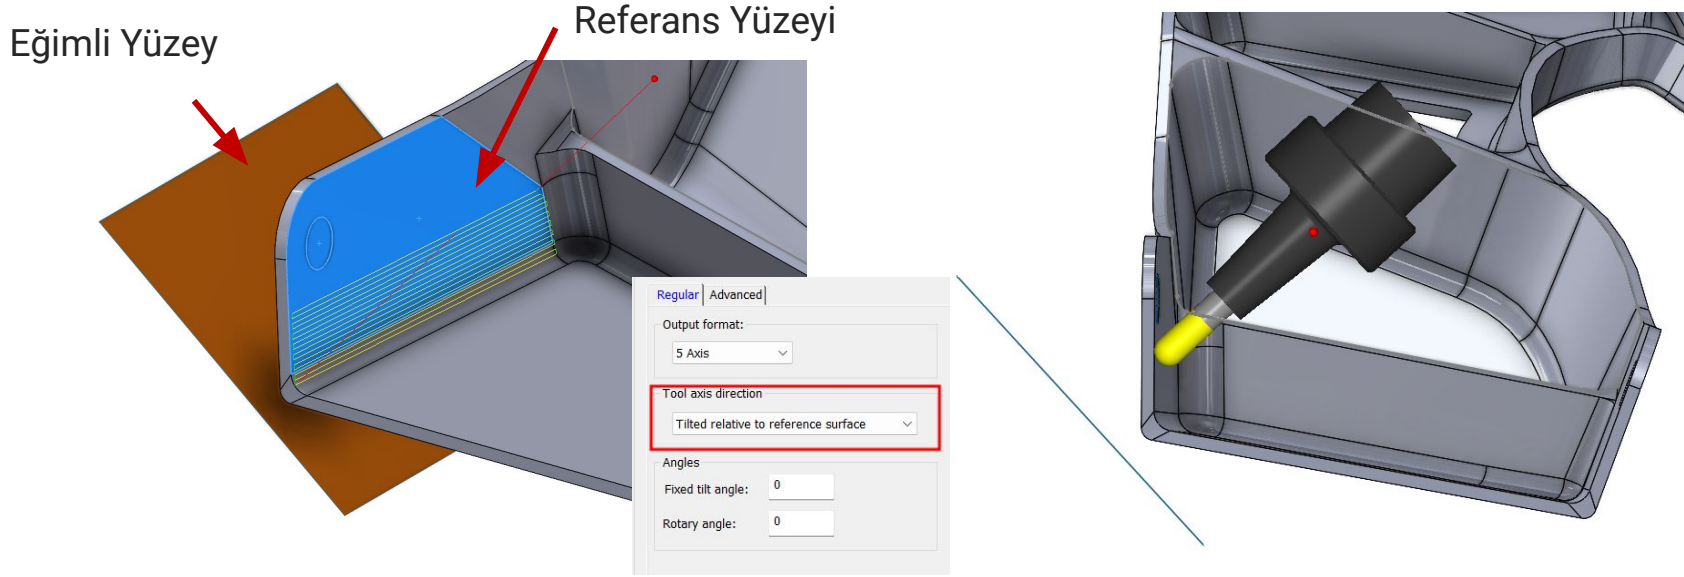 Eğimli Yüzey
Referans Yüzeyi
Regular
Advanced
Output format:
5 Axis
Tool axis direction
Tilted relative to reference surface
Angles
Fixed tilt angle: 0
Rotary angle: 0